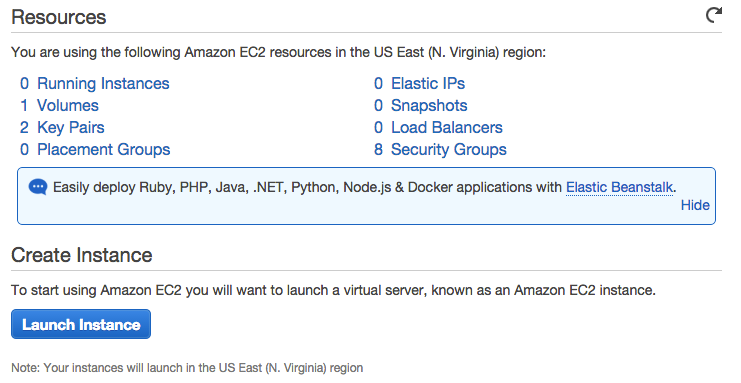 Resources
You are using the following Amazon EC2 resources in the US East (N. Virginia) region:
0 Running Instances
0 Elastic IPs
1 Volumes
0 Snapshots
2 Key Pairs
0 Load Balancers
0 Placement Groups
8 Security Groups
Easily deploy Ruby, PHP, Java, .NET, Python, Node.js & Docker applications with Elastic Beanstalk.
Hide
Create Instance
To start using Amazon EC2 you will want to launch a virtual server, known as an Amazon EC2 instance.
Launch Instance
Note: Your instances will launch in the US East (N. Virginia) region